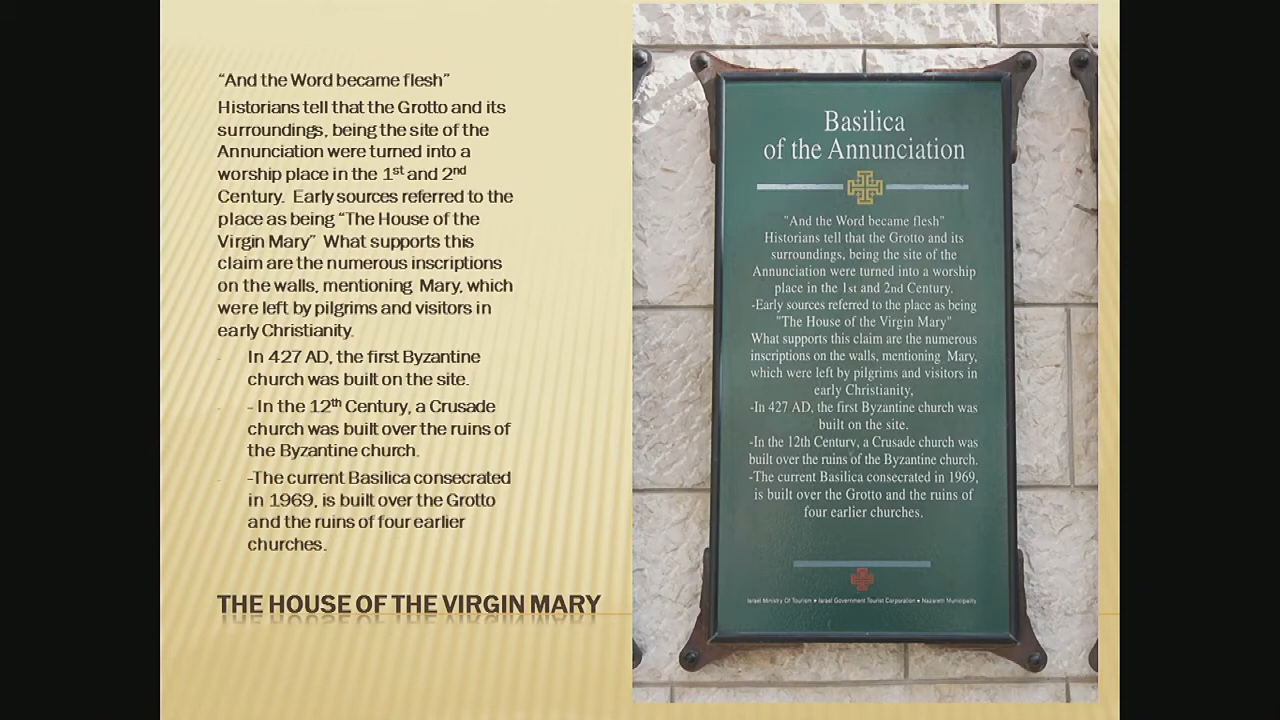 “And the Word became flesh”
Historians tell that the Grotto and its
surroundings, being the site of the
Annunciation were turned into a
worship place in the 1st and 2nd
Century.  Early sources referred to the
place as being “The House of the
Virgin Mary”  What supports this
claim are the numerous inscriptions
on the walls, mentioning  Mary, which
were left by pilgrims and visitors in
early Christianity.
- In 427 AD, the first Byzantine
church was built on the site.
- - In the 12th Century, a Crusade
church was built over the ruins of
the Byzantine church.
- -The current Basilica consecrated
in 1969, is built over the Grotto
and the ruins of four earlier
churches.
THE HOUSE OF THE VIRGIN MARY
Basilica
of the Annunciation
"And the Word became flesh"
Historians tell that the Grotto and its
surroundings, being the site of the
Annunciation were turned into a worship
place in the 1st and 2nd Century,
-Early sources referred to the place as being
"The House of the Virgin Mary"
What supports this claim are the numerous
inscriptions on the walls, mentioning  Mary,
which were left by pilgrims and visitors in
early Christianity,
-In 427 AD, the first Byzantine church was
built on the site.
-In the 12th Century, a Crusade church was
built over the ruins of the Byzantine church.
-The current Basilica consecrated in 1969,
is built over the Grotto and the ruins of
four earlier churches.
Israel Ministry Of Tourism • Israel Government Tourist Corporation • Nazareth Municipality